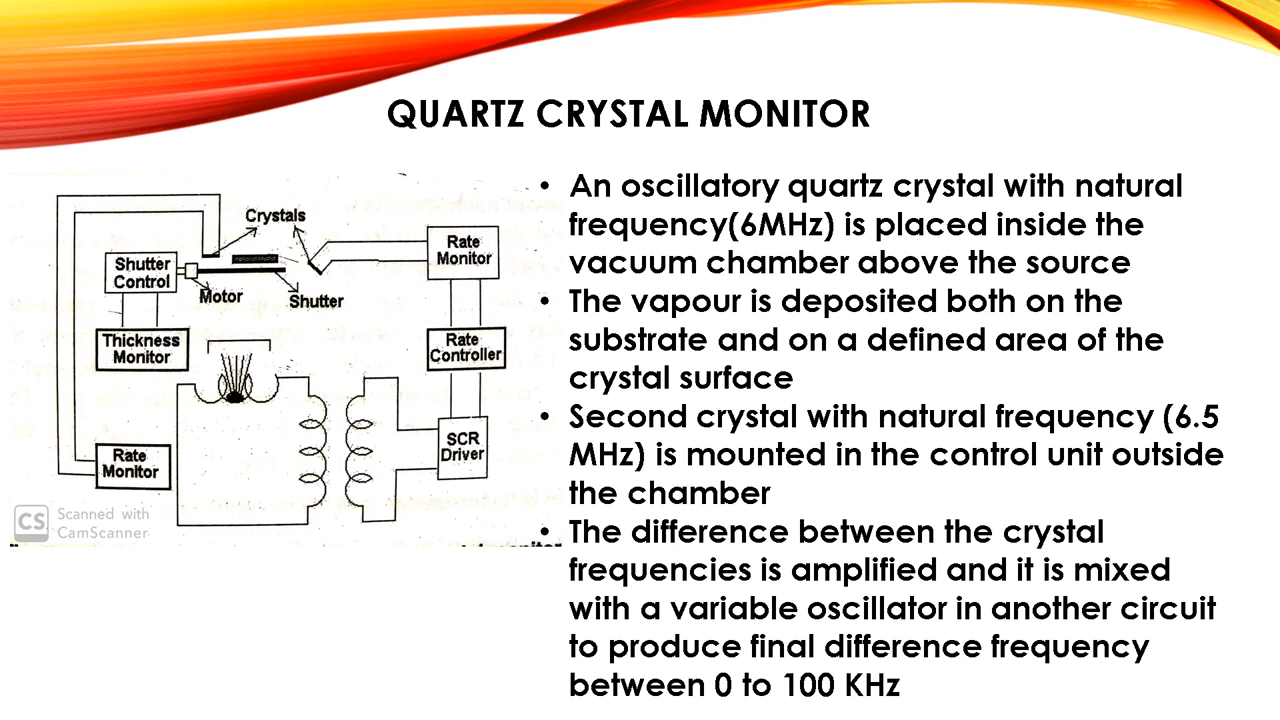 QUARTZ CRYSTAL MONITOR
Crystals
Rate
Monitor
Shutter
Control
Motor
Shutter
Thickness
Monitor
Rate
Controller
SCR
Driver
Rate
Monitor
CS Scanned with
CamScanner
• An oscillatory quartz crystal with natural
frequency(6MHz) is placed inside the
vacuum chamber above the source
• The vapour is deposited both on the
substrate and on a defined area of the
crystal surface
• Second crystal with natural frequency (6.5
MHz) is mounted in the control unit outside
the chamber
• The difference between the crystal
frequencies is amplified and it is mixed
with a variable oscillator in another circuit
to produce final difference frequency
between 0 to 100 KHz